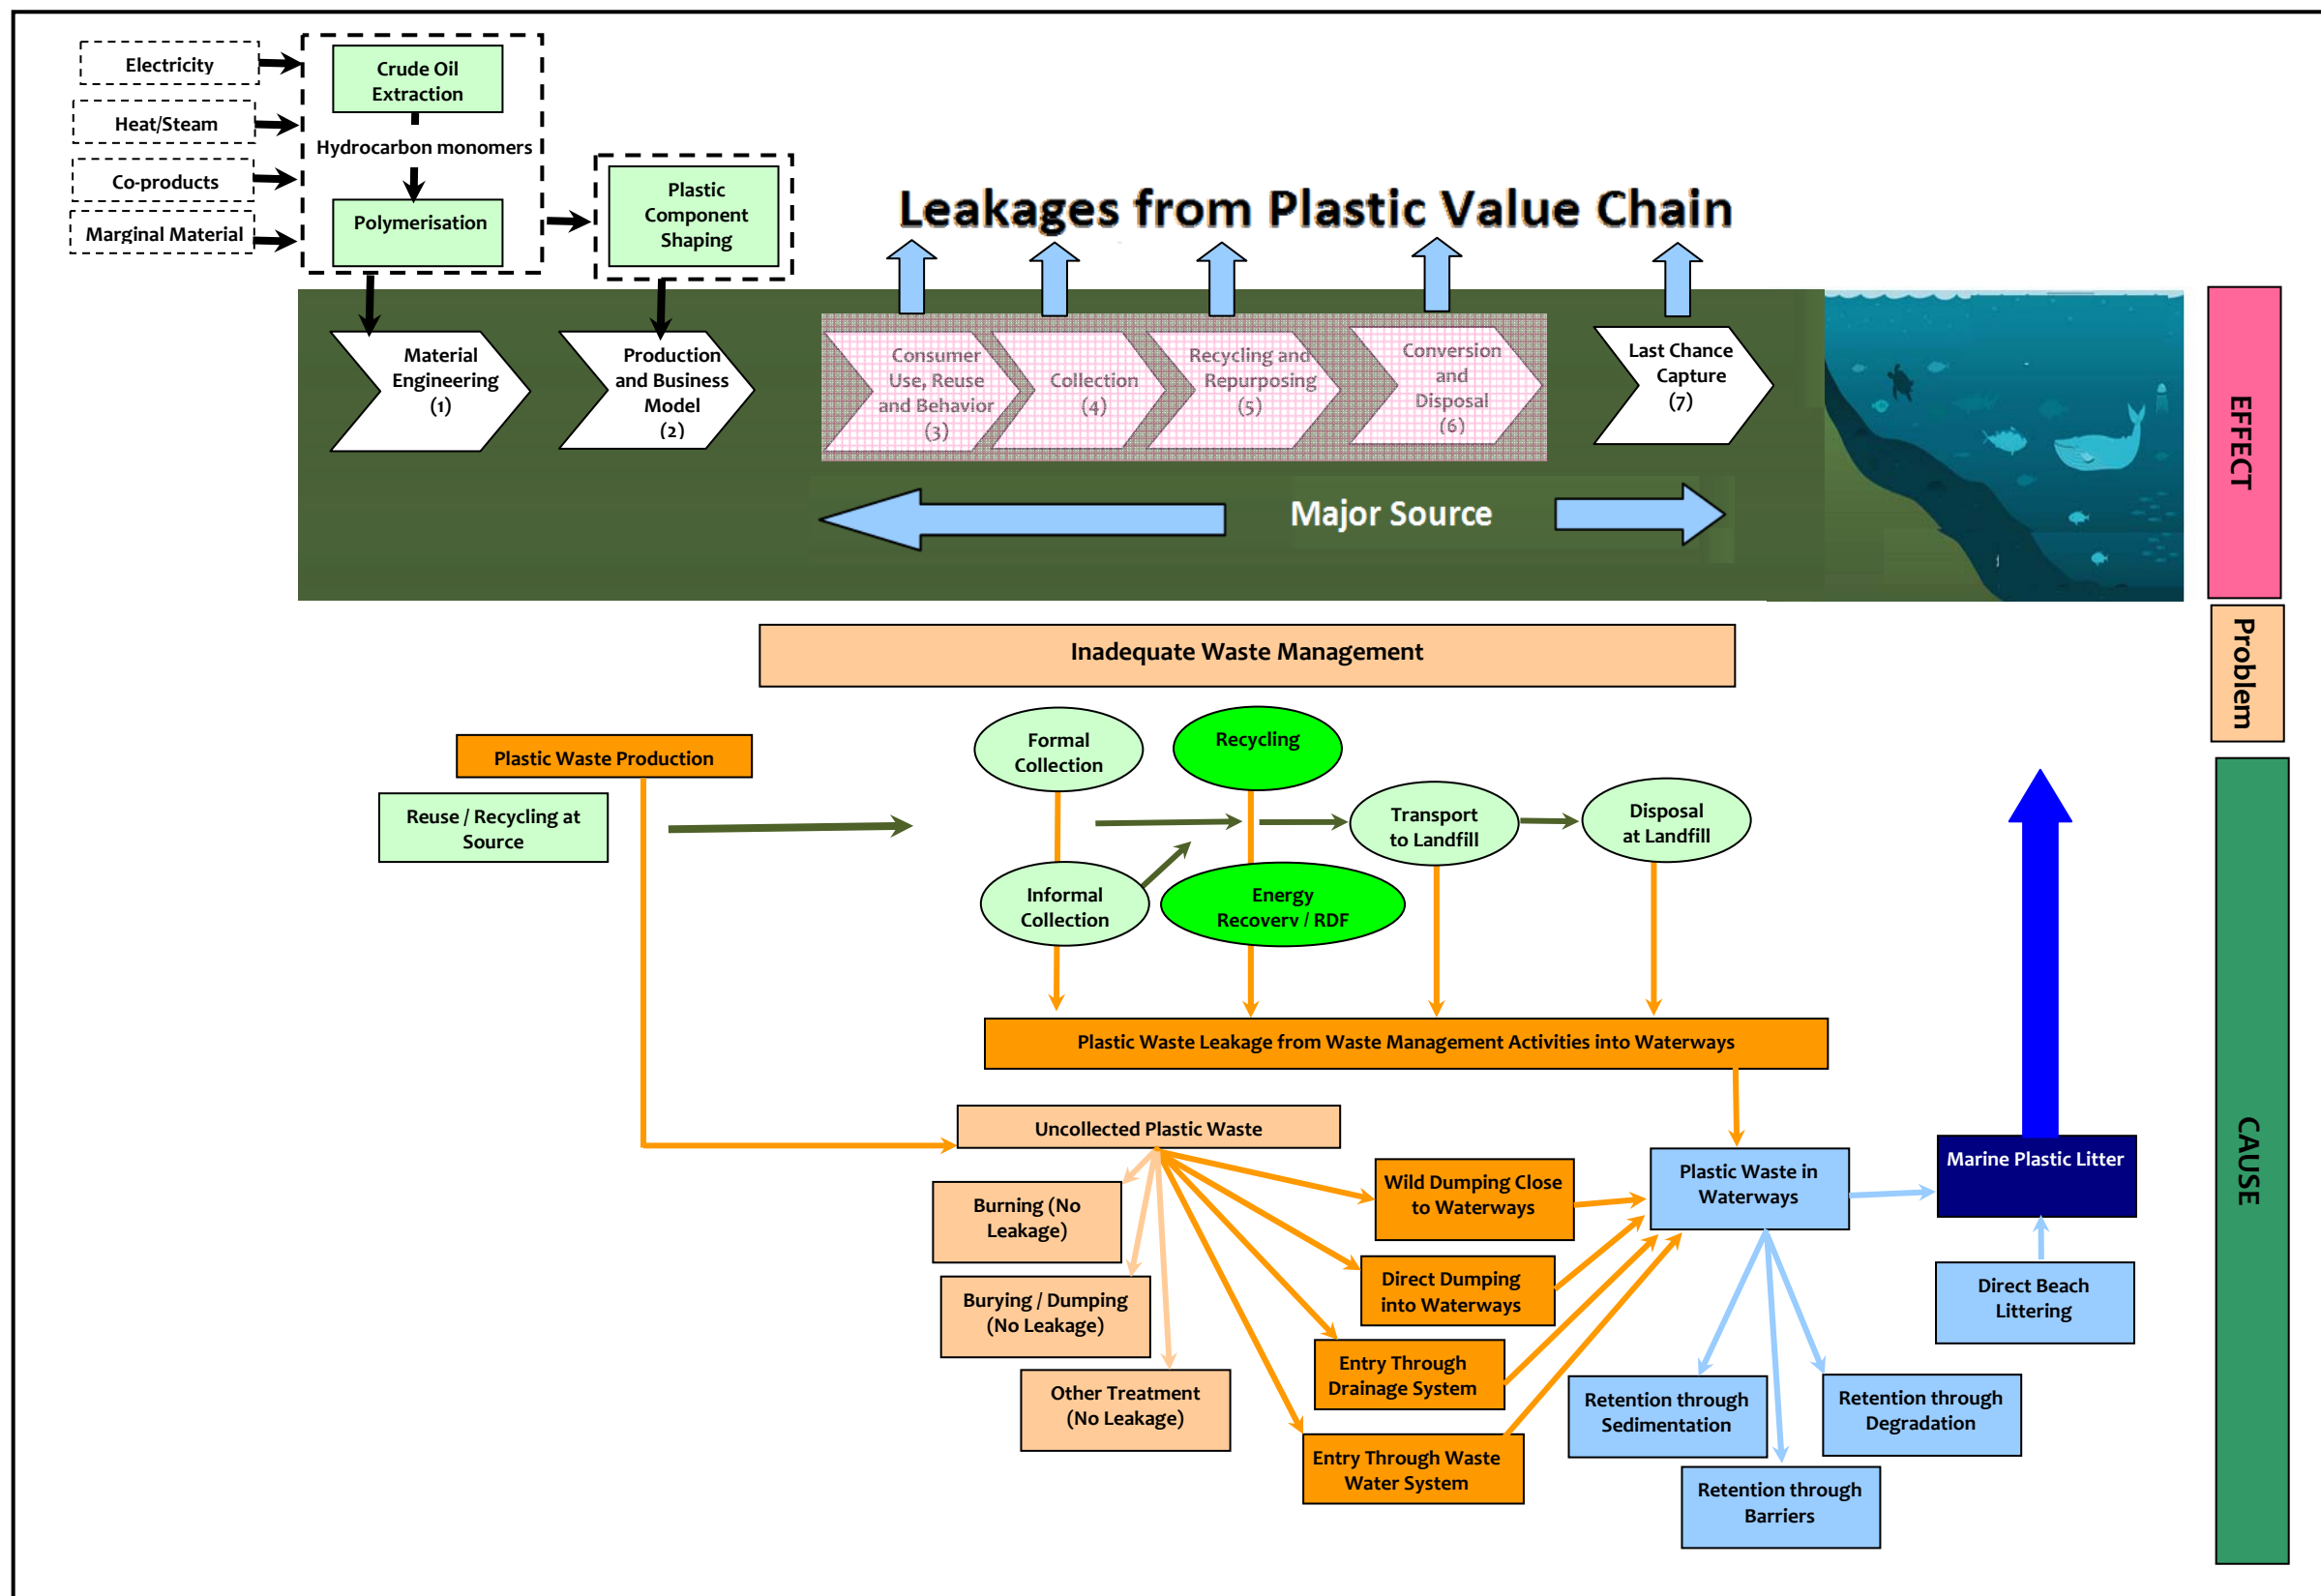 Electricity
Heat/Steam
Co-products
Marginal Material
Crude Oil
Extraction
Hydrocarbon monomers
Polymerisation
Plastic
Component
Shaping
Leakages from Plastic Value Chain
Material
Engineering
(1)
Production
and Business
Model
(2)
Consumer
Use, Reuse
and Behavior
(3)
Collection
(4)
Recycling and
Repurposing
(5)
Conversion
and
Disposal
(6)
Last Chance
Capture
(7)
Major Source
EFFECT
Inadequate Waste Management
Problem
Plastic Waste Production
Reuse / Recycling at
Source
Formal
Collection
Recycling
Transport
to Landfill
Disposal
at Landfill
Informal
Collection
Energy
Recovery / RDF
Plastic Waste Leakage from Waste Management Activities into Waterways
CAUSE
Uncollected Plastic Waste
Burning (No
Leakage)
Burying / Dumping
(No Leakage)
Other Treatment
(No Leakage)
Wild Dumping Close
to Waterways
Direct Dumping
into Waterways
Entry Through
Drainage System
Entry Through Waste
Water System
Plastic Waste in
Waterways
Marine Plastic Litter
Direct Beach
Littering
Retention through
Sedimentation
Retention through
Degradation
Retention through
Barriers